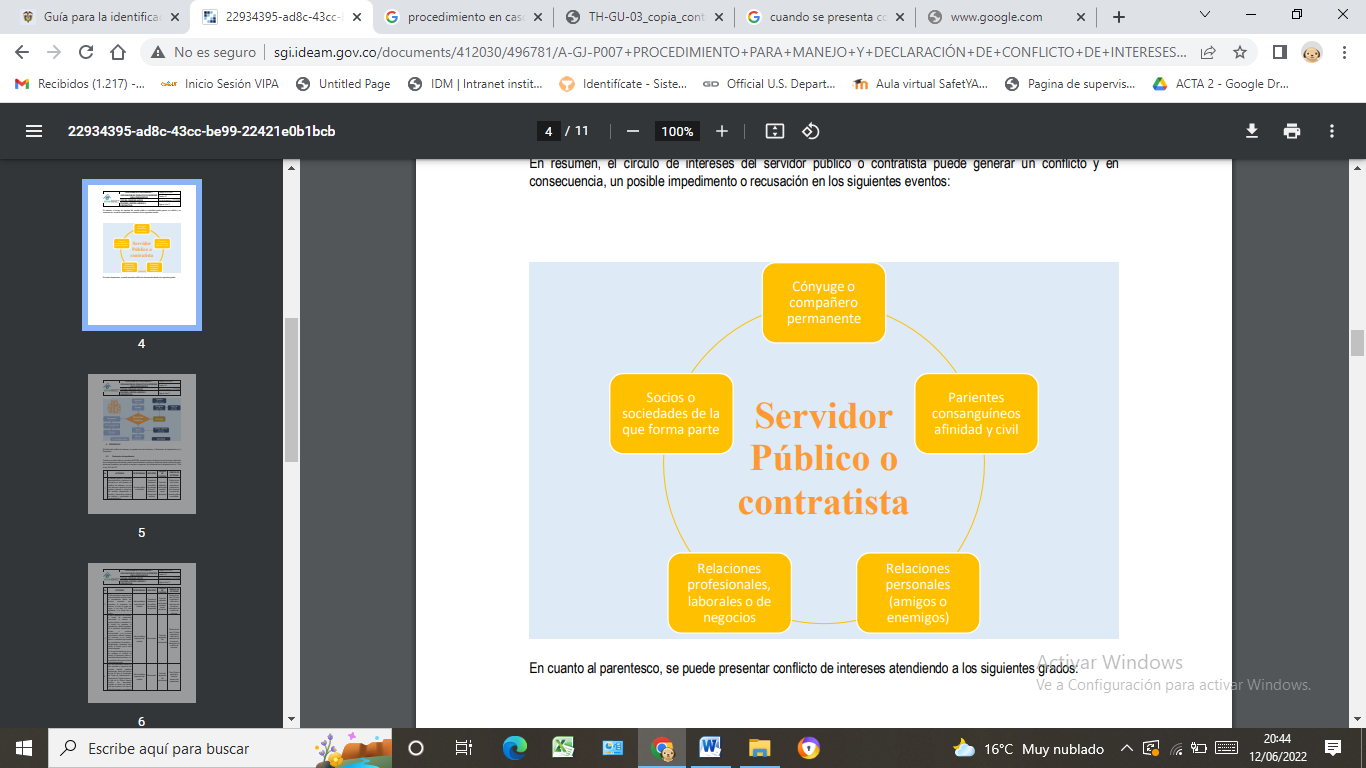 Guía para la identifica
22934395-ad8c-43cc-
procedimiento en cas
TH-GU-03_copia_cont
cuando se presenta c
www.google.com
No es seguro
sgi.ideam.gov.co/documents/412030/496781/A-GJ-P007+PROCEDIMIENTO+PARA+MANEJO+Y+DECLARACIÓN+DE+CONFLICTO+DE+INTERESES...
Recibidos (1.217) -...
Inicio Sesión VIPA
Untitled Page
IDM | Intranet instit...
Identifícate - Siste...
Official U.S. Depart...
Aula virtual SafetYA...
Pagina de supervis...
ACTA 2 - Google Dr...
22934395-ad8c-43cc-be99-22421e0b1bcb
4 / 11
100%
4
5
6
En resumen, el círculo de intereses del servidor público o contratista puede generar un conflicto y en
consecuencia, un posible impedimento o recusación en los siguientes eventos:
Cónyuge o
compañero
permanente
Parientes
consanguíneos
afinidad y civil
Relaciones
personales
(amigos o
enemigos)
Relaciones
profesionales,
laborales o de
negocios
Socios o
sociedades de la
que forma parte
Servidor
Público o
contratista
En cuanto al parentesco, se puede presentar conflicto de intereses atendiendo a los siguientes grados:
Activar Windows
Ve a Configuración para activar Windows.
Escribe aquí para buscar
16°C Muy nublado
20:44
12/06/2022